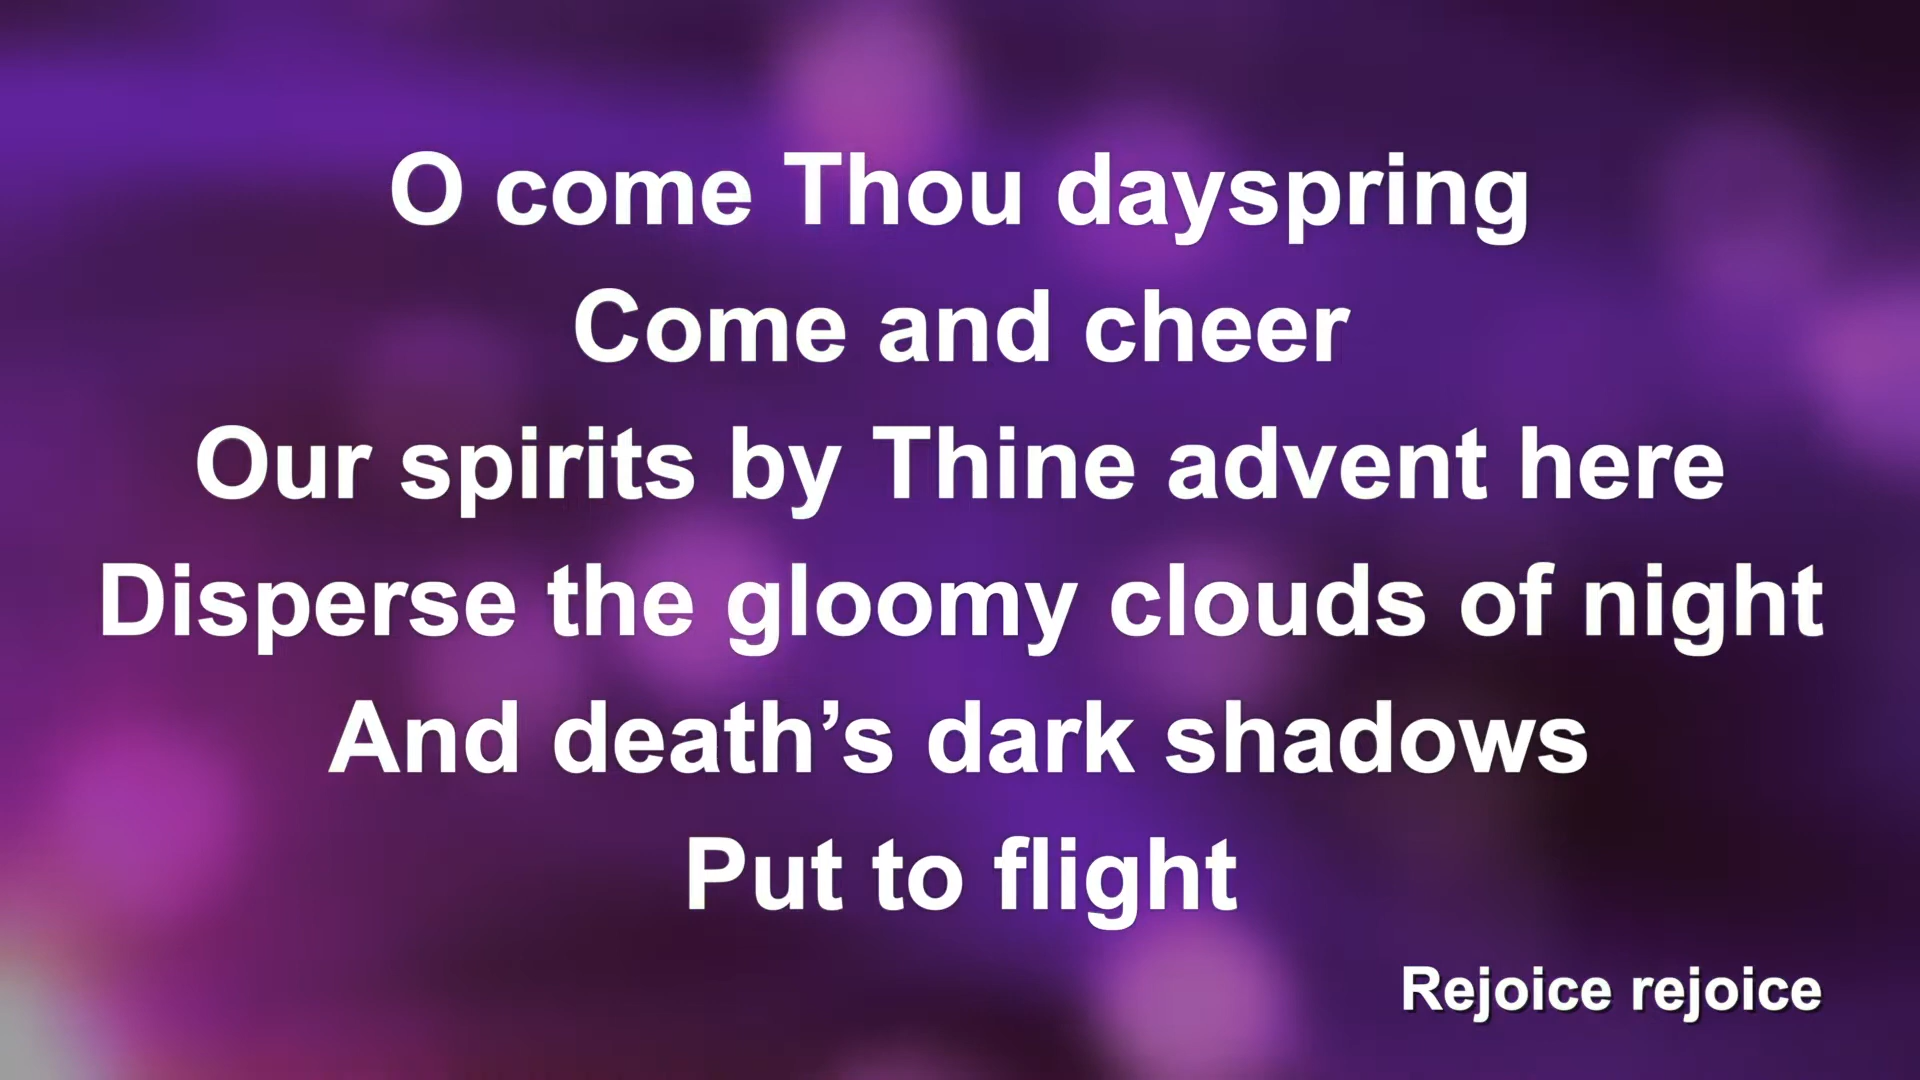 O come Thou dayspring
Come and cheer
Our spirits by Thine advent here
Disperse the gloomy clouds of night
And death’s dark shadows
Put to flight
Rejoice rejoice